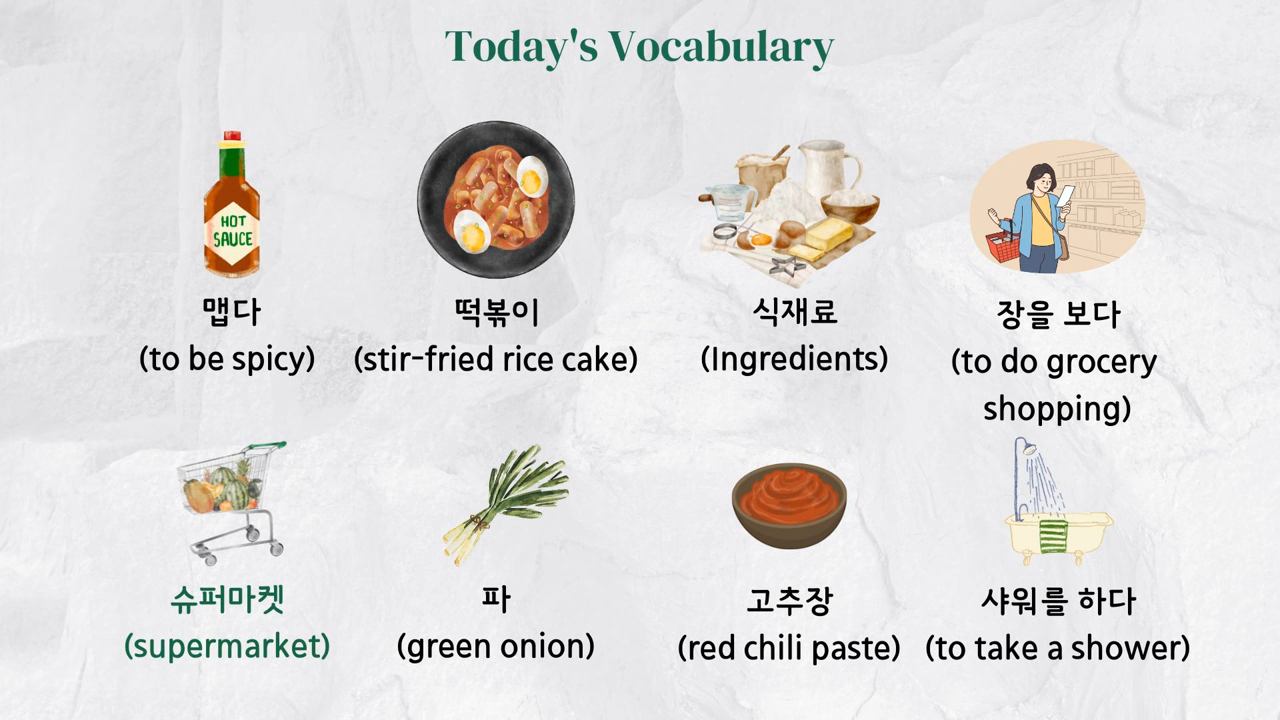 Today's Vocabulary
HOT
SAUCE
맵다
(to be spicy)
떡볶이
(stir-fried rice cake)
식재료
(Ingredients)
장을 보다
(to do grocery
shopping)
슈퍼마켓
(supermarket)
파
(green onion)
고추장
(red chili paste)
샤워를 하다
(to take a shower)